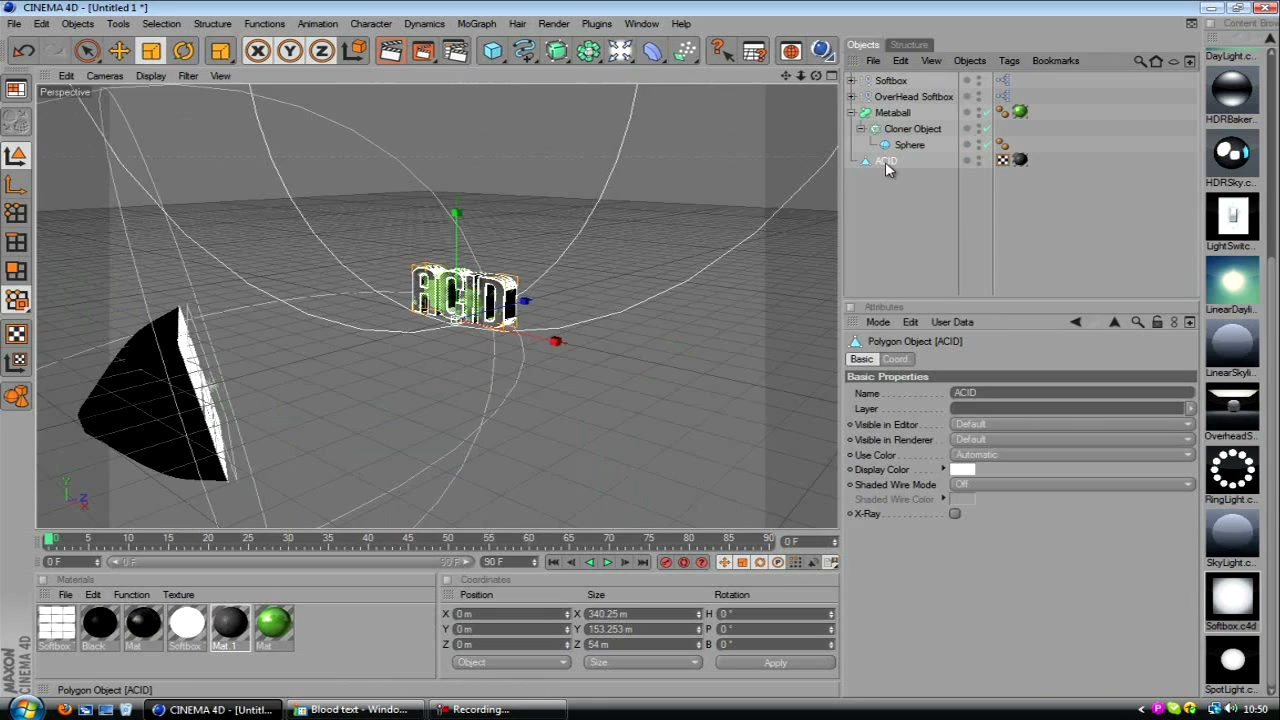 CINEMA 4D - [Untitled 1 *]
File Edit Objects Tools Selection Structure Functions Animation Character Dynamics MoGraph Hair Render Plugins Window Help
Edit Cameras Display Filter View
Perspective
ACID
Objects Structure
File Edit View Objects Tags Bookmarks
Softbox
OverHead Softbox
Metaball
Cloner Object
Sphere
ACID
Attributes
Mode Edit User Data
Polygon Object [ACID]
Basic Coord.
Basic Properties
Name ACID
Layer
Visible in Editor Default
Visible in Renderer Default
Use Color Automatic
Display Color
Shaded Wire Mode Off
Shaded Wire Color
X-Ray
Content Brow
DayLight.c..
HDRBaker..
HDRSky.c..
LightSwitc..
LinearDayli..
LinearSkyli..
OverheadS..
RingLight.c..
SkyLight.c..
Softbox.c4d
SpotLight.c..
0 5 10 15 20 25 30 35 40 45 50 55 60 65 70 75 80 85 90 0 F
0 F 0 F 90 F 90 F
Materials
File Edit Function Texture
Softbox Black Mat Softbox Mat.1 Mat
Coordinates
Position Size Rotation
X 0 m X 340.25 m H 0 °
Y 0 m Y 153.253 m P 0 °
Z 0 m Z 54 m B 0 °
Object Size Apply
MAXON CINEMA 4D
Polygon Object [ACID]
CINEMA 4D - [Untitl... Blood text - Windo... Recording... 10:50